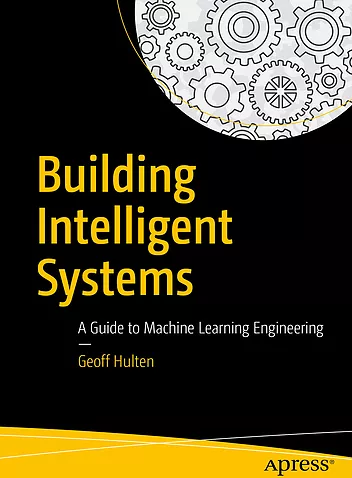 Building
Intelligent
Systems
A Guide to Machine Learning Engineering
—
Geoff Hulten
Apress®